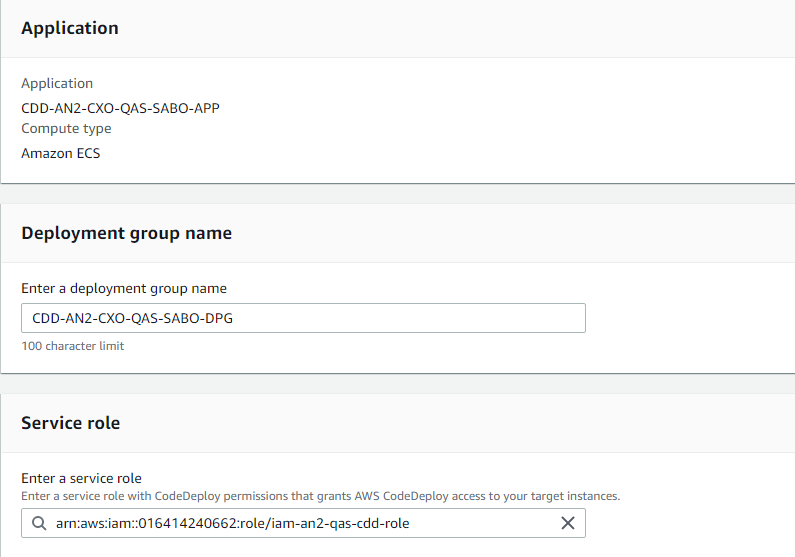 Application
Application
CDD-AN2-CXO-QAS-SABO-APP
Compute type
Amazon ECS
Deployment group name
Enter a deployment group name
CDD-AN2-CXO-QAS-SABO-DPG
100 character limit
Service role
Enter a service role
Enter a service role with CodeDeploy permissions that grants AWS CodeDeploy access to your target instances.
arn:aws:iam::016414240662:role/iam-an2-qas-cdd-role